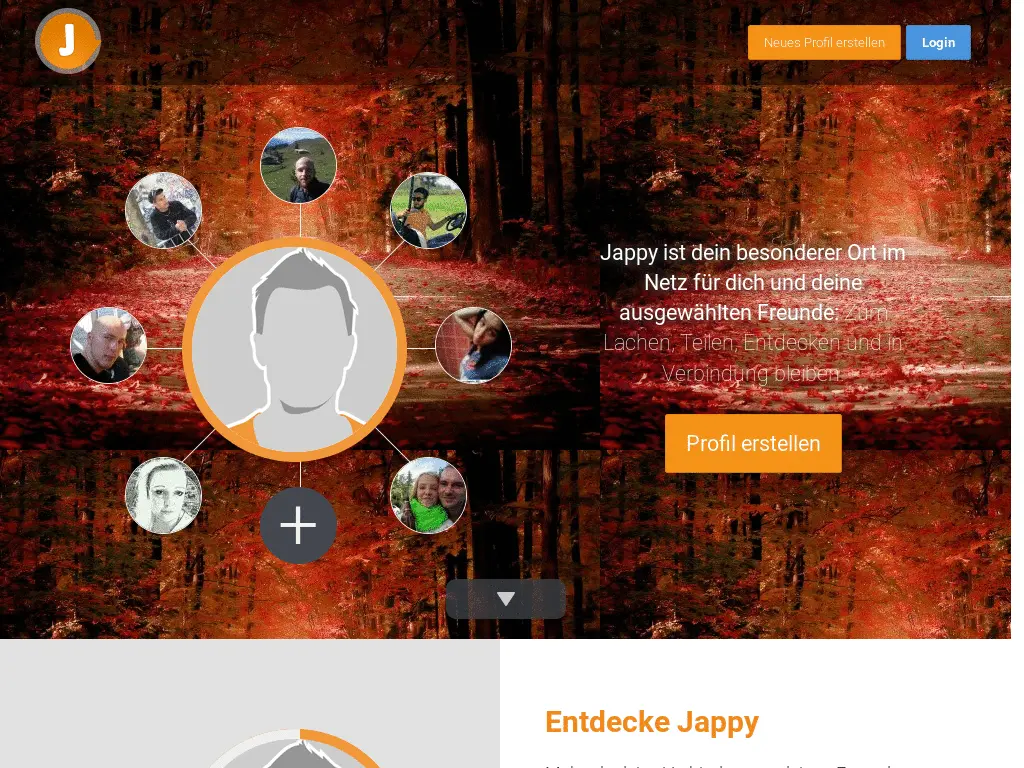 J
Neues Profil erstellen
Login
Jappy ist dein besonderer Ort im
Netz für dich und deine
ausgewählten Freunde: Zum
Lachen, Teilen, Entdecken und in
Verbindung bleiben.
Profil erstellen
Entdecke Jappy